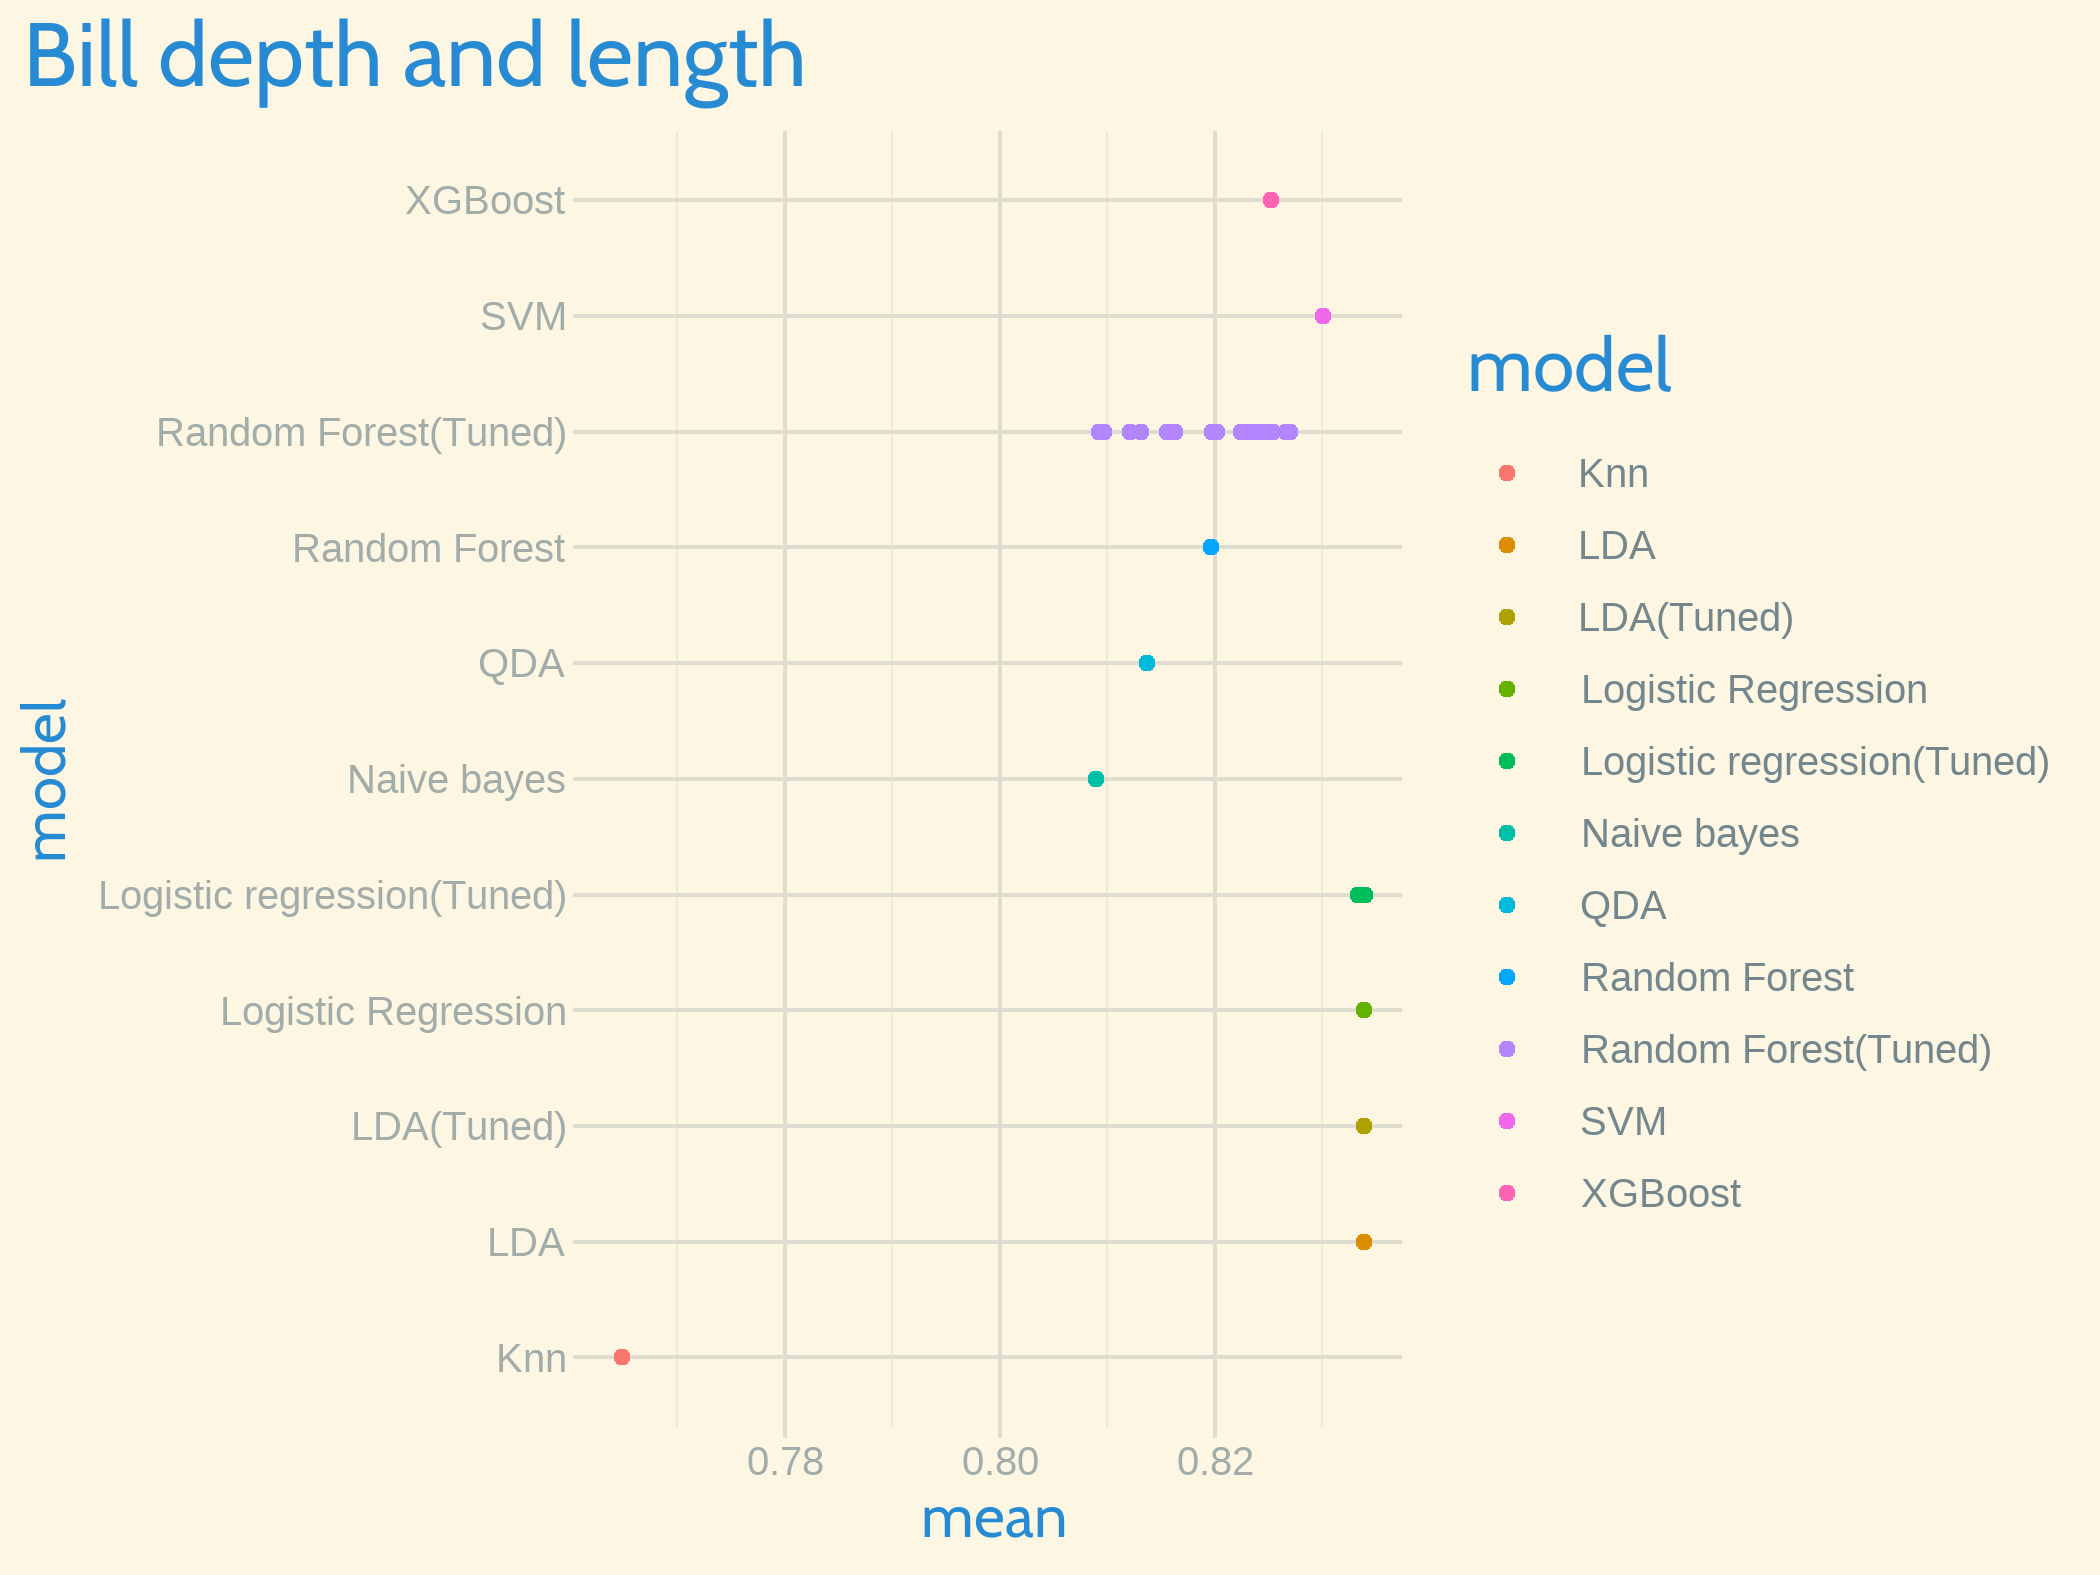 Bill depth and length
XGBoost
SVM
Random Forest(Tuned)
Random Forest
QDA
Naive bayes
Logistic regression(Tuned)
Logistic Regression
LDA(Tuned)
LDA
Knn
model
0.78
0.80
0.82
mean
model
Knn
LDA
LDA(Tuned)
Logistic Regression
Logistic regression(Tuned)
Naive bayes
QDA
Random Forest
Random Forest(Tuned)
SVM
XGBoost